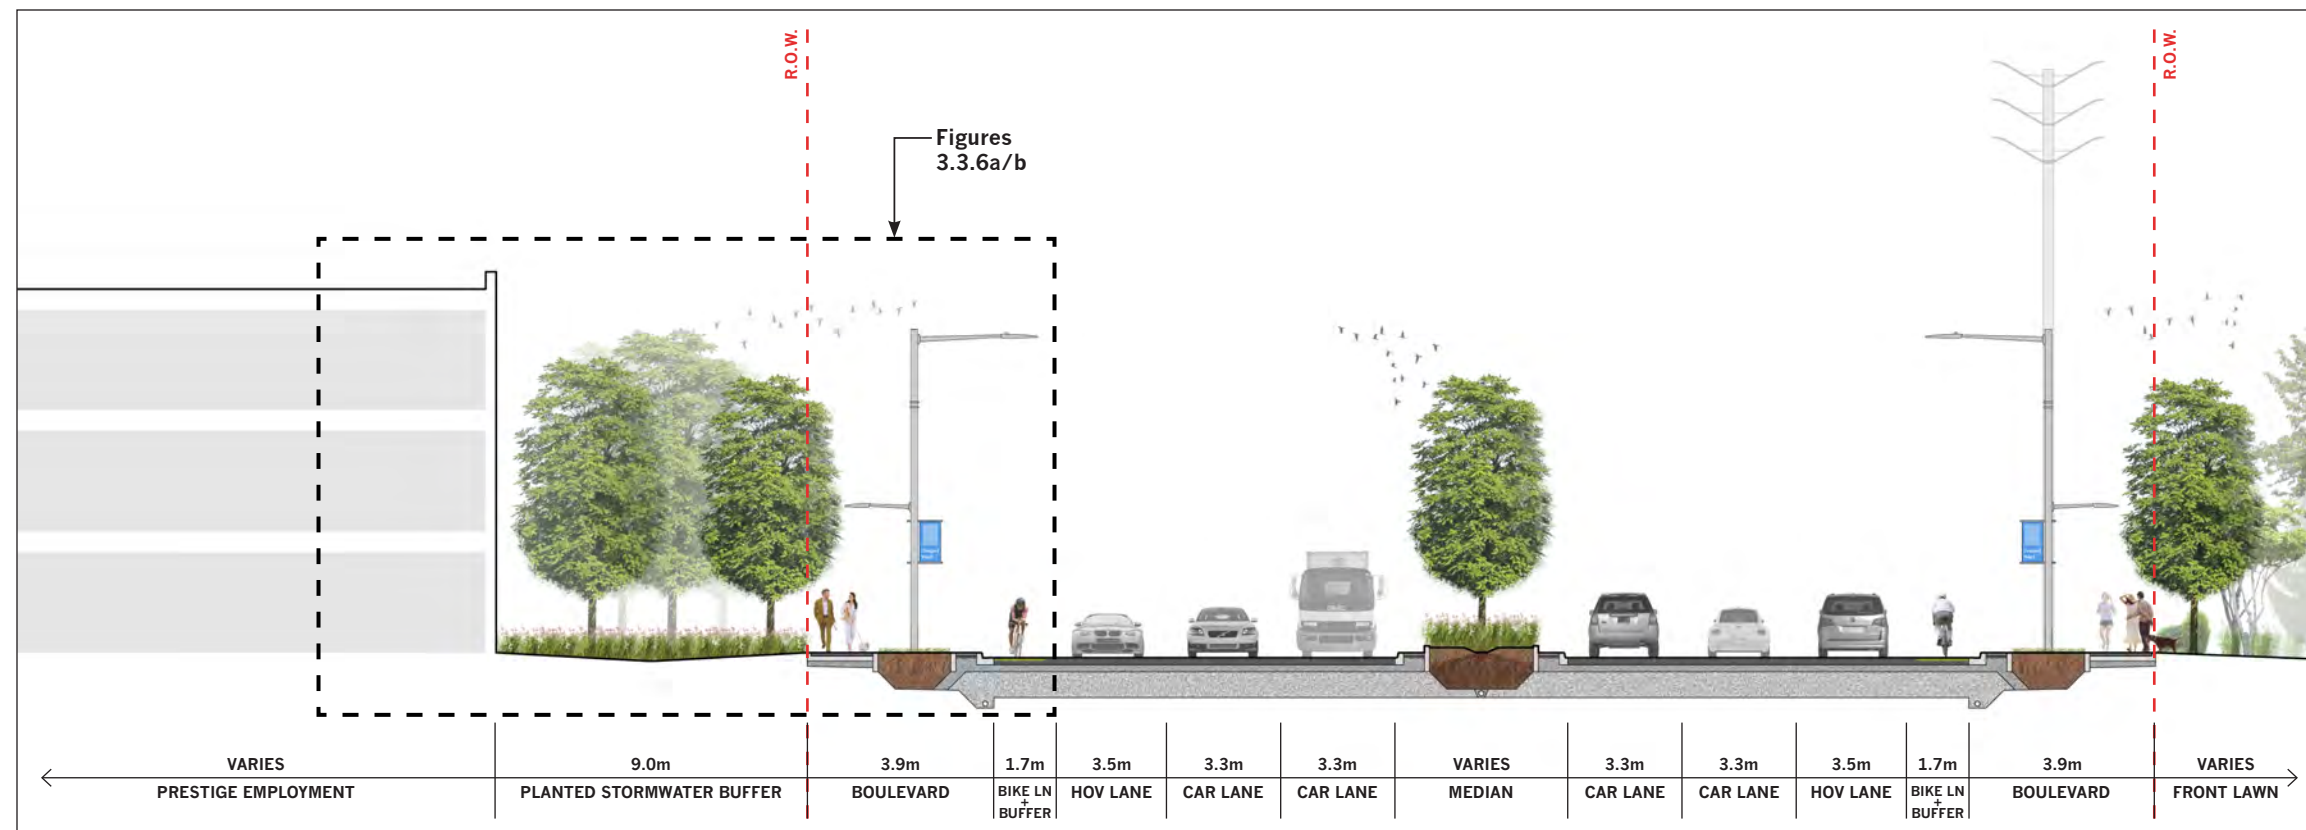 R.O.W.
R.O.W.
Figures
3.3.6a/b
VARIES
9.0m
3.9m
1.7m
3.5m
3.3m
3.3m
VARIES
3.3m
3.3m
3.5m
1.7m
3.9m
VARIES
PRESTIGE EMPLOYMENT
PLANTED STORMWATER BUFFER
BOULEVARD
BIKE LN
+
BUFFER
HOV LANE
CAR LANE
CAR LANE
MEDIAN
CAR LANE
CAR LANE
HOV LANE
BIKE LN
+
BUFFER
BOULEVARD
FRONT LAWN